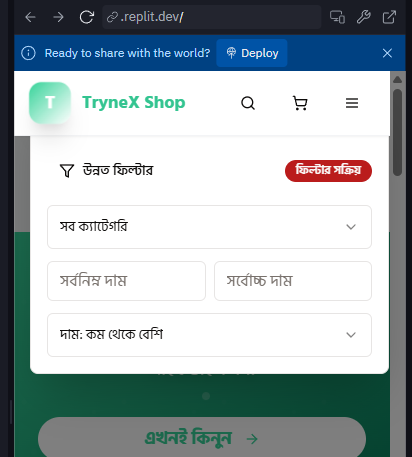 .replit.dev/
Ready to share with the world? Deploy
T TryneX Shop
উন্নত ফিল্টার ফিল্টার সক্রিয়
সব ক্যাটেগরি
সর্বনিম্ন দাম সর্বোচ্চ দাম
দাম: কম থেকে বেশি
এখনই কিনুন